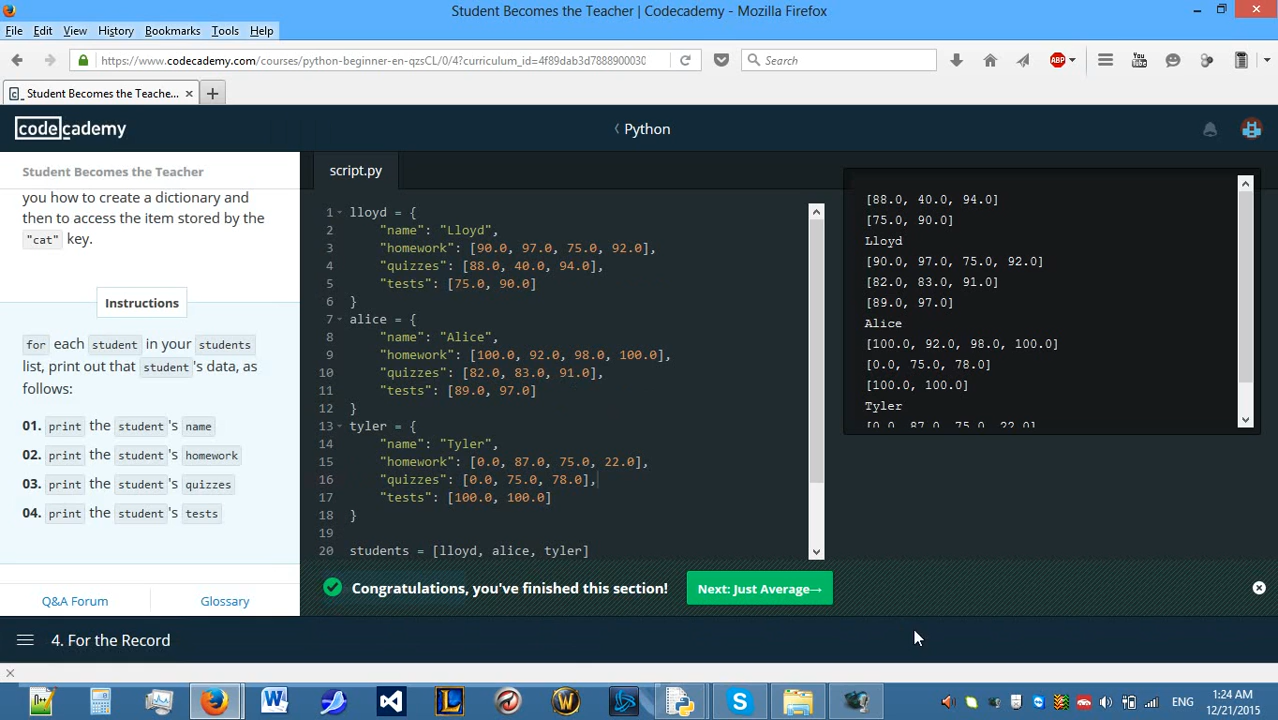 Student Becomes the Teacher | Codecademy - Mozilla Firefox
File Edit View History Bookmarks Tools Help
https://www.codecademy.com/courses/python-beginner-en-qzsCL/0/4?curriculum_id=4f89dab3d7888900030
Search
ABP
You Tube
Student Becomes the Teache...
codecademy
Python
Student Becomes the Teacher
you how to create a dictionary and
then to access the item stored by the
"cat" key.
Instructions
for each student in your students
list, print out that student's data, as
follows:
01. print the student's name
02. print the student's homework
03. print the student's quizzes
04. print the student's tests
Q&A Forum Glossary
script.py
1 lloyd = {
2 "name": "Lloyd",
3 "homework": [90.0, 97.0, 75.0, 92.0],
4 "quizzes": [88.0, 40.0, 94.0],
5 "tests": [75.0, 90.0]
6 }
7 alice = {
8 "name": "Alice",
9 "homework": [100.0, 92.0, 98.0, 100.0],
10 "quizzes": [82.0, 83.0, 91.0],
11 "tests": [89.0, 97.0]
12 }
13 tyler = {
14 "name": "Tyler",
15 "homework": [0.0, 87.0, 75.0, 22.0],
16 "quizzes": [0.0, 75.0, 78.0],
17 "tests": [100.0, 100.0]
18 }
19
20 students = [lloyd, alice, tyler]
[88.0, 40.0, 94.0]
[75.0, 90.0]
Lloyd
[90.0, 97.0, 75.0, 92.0]
[82.0, 83.0, 91.0]
[89.0, 97.0]
Alice
[100.0, 92.0, 98.0, 100.0]
[0.0, 75.0, 78.0]
[100.0, 100.0]
Tyler
[0.0, 87.0, 75.0, 22.0]
Congratulations, you've finished this section!
Next: Just Average→
4. For the Record
ENG
1:24 AM
12/21/2015